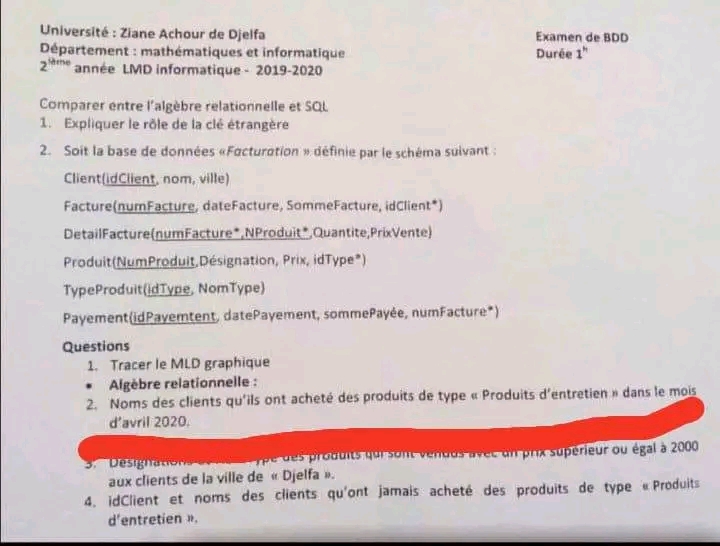 Université : Ziane Achour de Djelfa
Examen de BDD
Département : mathématiques et informatique
Durée 1h
2ième année LMD informatique - 2019-2020
Comparer entre l'algèbre relationnelle et SQL
1. Expliquer le rôle de la clé étrangère
2. Soit la base de données «Facturation » définie par le schéma suivant :
Client(idClient, nom, ville)
Facture(numFacture, dateFacture, SommeFacture, idClient*)
DetailFacture(numFacture*,NProduit*,Quantite,PrixVente)
Produit(NumProduit,Désignation, Prix, idType*)
TypeProduit(idType, NomType)
Payement(idPayemtent, datePayement, sommePayée, numFacture*)
Questions
1. Tracer le MLD graphique
• Algèbre relationnelle :
2. Noms des clients qu'ils ont acheté des produits de type « Produits d'entretien » dans le mois
d'avril 2020.
3. des produits qui sont vendus avec un prix supérieur ou égal à 2000
aux clients de la ville de « Djelfa ».
4. idClient et noms des clients qu'ont jamais acheté des produits de type « Produits
d'entretien ».